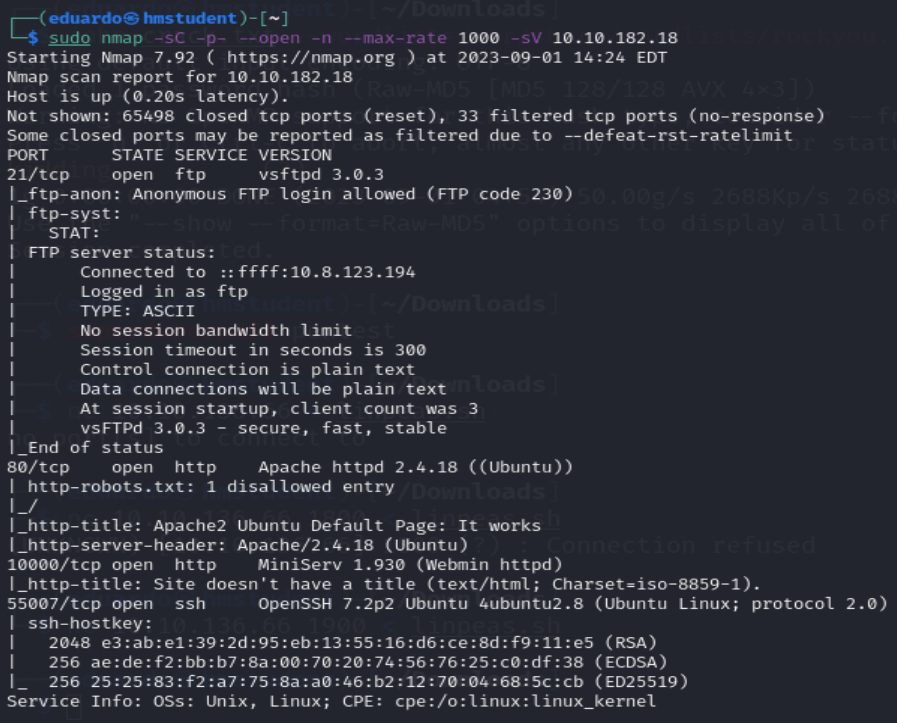 ┌──(eduardo㉿hmstudent)-[~]
└─$ sudo nmap -sC -p- --open -n --max-rate 1000 -sV 10.10.182.18
Starting Nmap 7.92 ( https://nmap.org ) at 2023-09-01 14:24 EDT
Nmap scan report for 10.10.182.18
Host is up (0.20s latency).
Not shown: 65498 closed tcp ports (reset), 33 filtered tcp ports (no-response)
Some closed ports may be reported as filtered due to --defeat-rst-ratelimit
PORT      STATE SERVICE VERSION
21/tcp    open  ftp     vsftpd 3.0.3
|_ftp-anon: Anonymous FTP login allowed (FTP code 230)
| ftp-syst:
|   STAT:
| FTP server status:
|      Connected to ::ffff:10.8.123.194
|      Logged in as ftp
|      TYPE: ASCII
|      No session bandwidth limit
|      Session timeout in seconds is 300
|      Control connection is plain text
|      Data connections will be plain text
|      At session startup, client count was 3
|      vsFTPd 3.0.3 - secure, fast, stable
|_End of status
80/tcp    open  http    Apache httpd 2.4.18 ((Ubuntu))
| http-robots.txt: 1 disallowed entry
|_/
|_http-title: Apache2 Ubuntu Default Page: It works
|_http-server-header: Apache/2.4.18 (Ubuntu)
10000/tcp open  http    MiniServ 1.930 (Webmin httpd)
|_http-title: Site doesn't have a title (text/html; Charset=iso-8859-1).
55007/tcp open  ssh     OpenSSH 7.2p2 Ubuntu 4ubuntu2.8 (Ubuntu Linux; protocol 2.0)
| ssh-hostkey:
|   2048 e3:ab:e1:39:2d:95:eb:13:55:16:d6:ce:8d:f9:11:e5 (RSA)
|   256 ae:de:f2:bb:b7:8a:00:70:20:74:56:76:25:c0:df:38 (ECDSA)
|_  256 25:25:83:f2:a7:75:8a:a0:46:b2:12:70:04:68:5c:cb (ED25519)
Service Info: OSs: Unix, Linux; CPE: cpe:/o:linux:linux_kernel